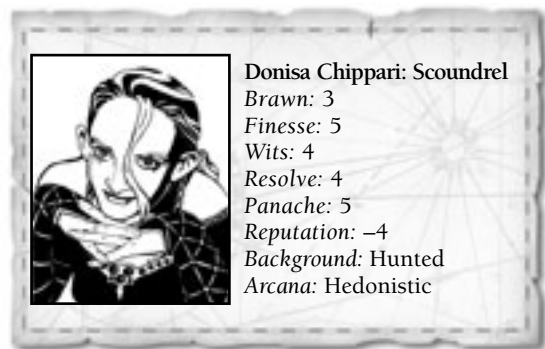 Donisa Chippari: Scoundrel
Brawn: 3
Finesse: 5
Wits: 4
Resolve: 4
Panache: 5
Reputation: –4
Background: Hunted
Arcana: Hedonistic